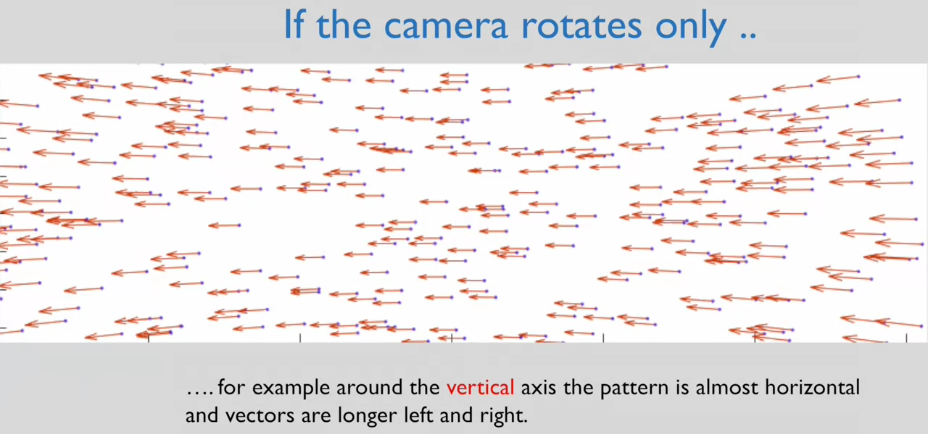 If the camera rotates only ..
.... for example around the vertical axis the pattern is almost horizontal
and vectors are longer left and right.